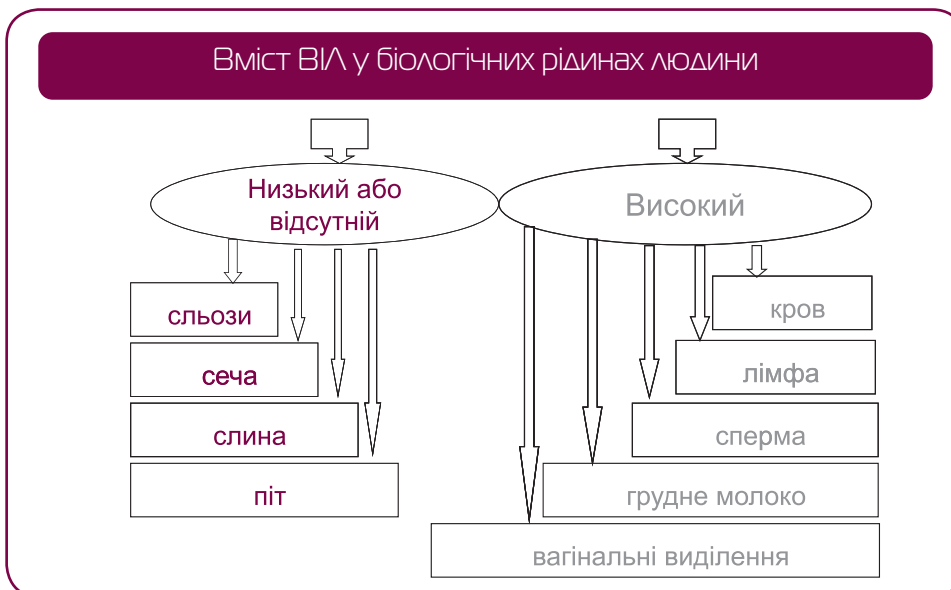 Вміст ВІЛ у біологічних рідинах людини
Низький або
відсутній
Високий
сльози
сеча
слина
піт
кров
лімфа
сперма
грудне молоко
вагінальні виділення